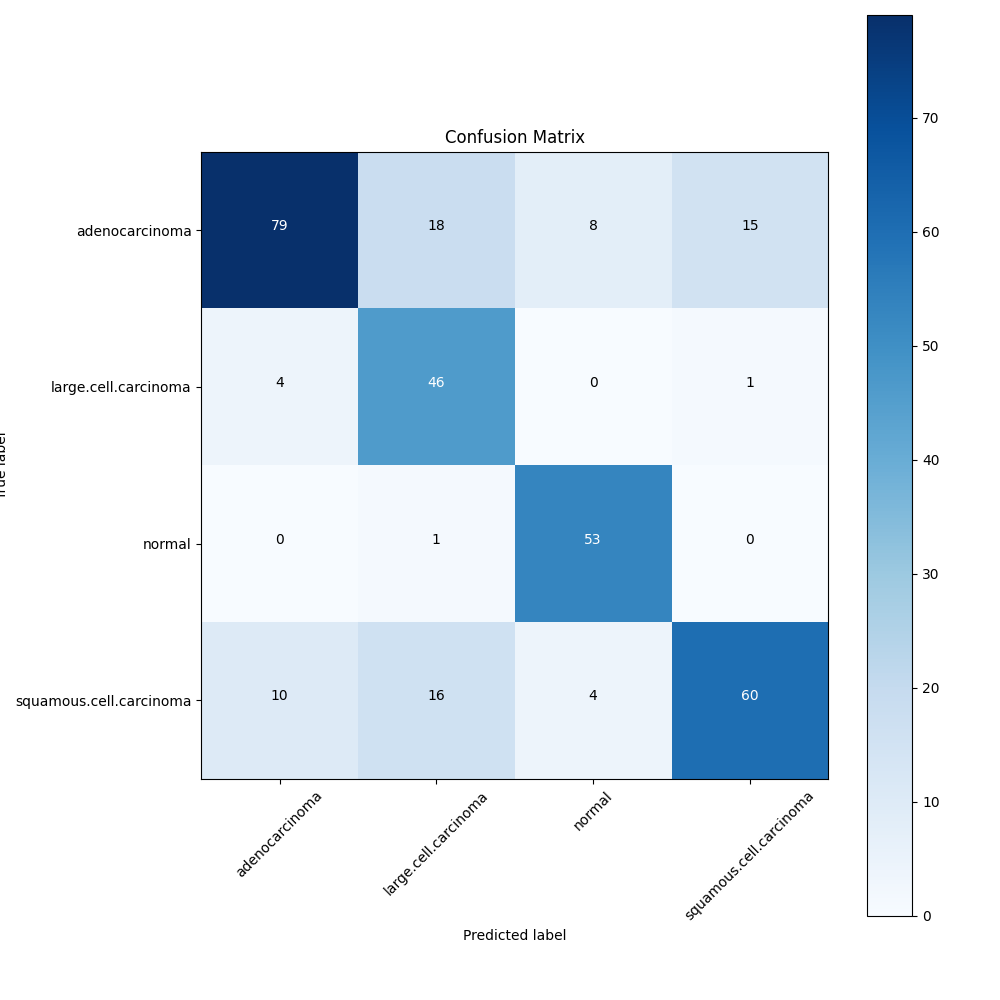 Confusion Matrix
adenocarcinoma 79 18 8 15
large.cell.carcinoma 4 46 0 1
normal 0 1 53 0
squamous.cell.carcinoma 10 16 4 60
adenocarcinoma
large.cell.carcinoma
normal
squamous.cell.carcinoma
Predicted label
label
70
60
50
40
30
20
10
0